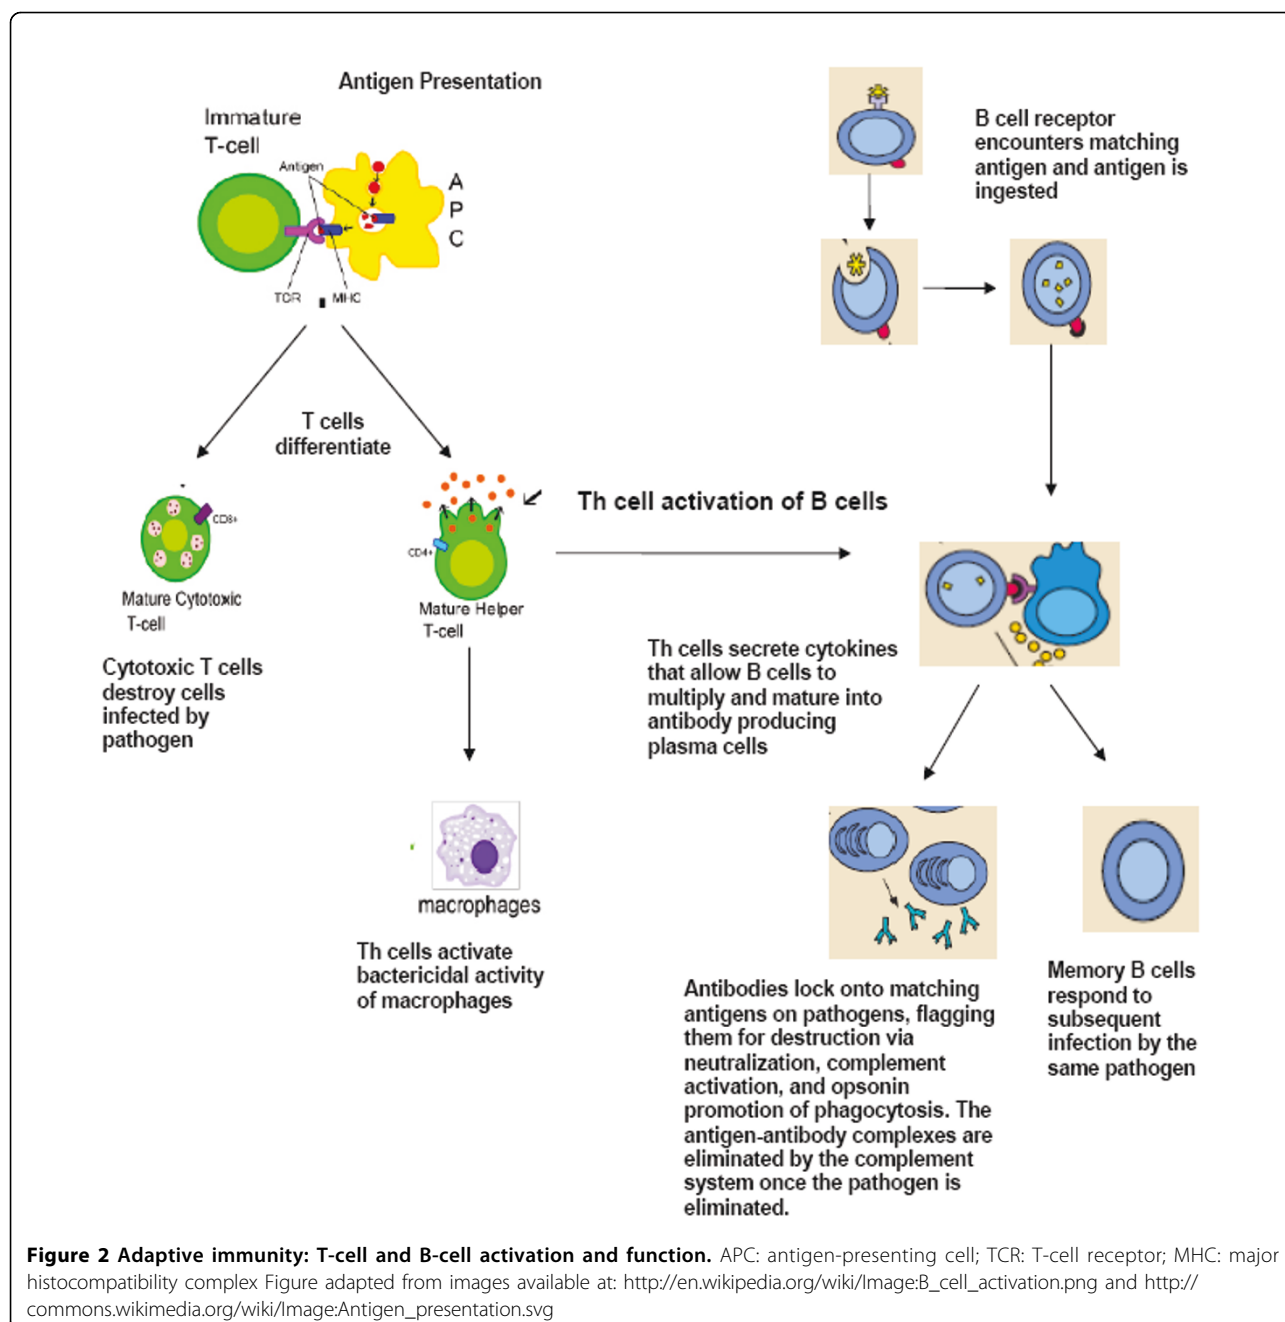 Antigen Presentation
Immature
T-cell
Antigen
A
P
C
TCR
MHC
T cells
differentiate
CD8+
Mature Cytotoxic
T-cell
Cytotoxic T cells
destroy cells
infected by
pathogen
CD4+
Mature Helper
T-cell
macrophages
Th cells activate
bactericidal activity
of macrophages
B cell receptor
encounters matching
antigen and antigen is
ingested
Th cell activation of B cells
Th cells secrete cytokines
that allow B cells to
multiply and mature into
antibody producing
plasma cells
Antibodies lock onto matching
antigens on pathogens, flagging
them for destruction via
neutralization, complement
activation, and opsonin
promotion of phagocytosis. The
antigen-antibody complexes are
eliminated by the complement
system once the pathogen is
eliminated.
Memory B cells
respond to
subsequent
infection by the
same pathogen
Figure 2 Adaptive immunity: T-cell and B-cell activation and function. APC: antigen-presenting cell; TCR: T-cell receptor; MHC: major
histocompatibility complex Figure adapted from images available at: http://en.wikipedia.org/wiki/Image:B_cell_activation.png and http://
commons.wikimedia.org/wiki/Image:Antigen_presentation.svg